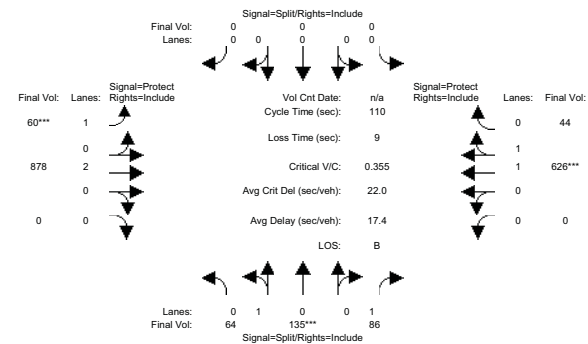 Signal=Split/Rights=Include
Final Vol: 0 0 0
Lanes: 0 0 0 0 0
Signal=Protect Signal=Protect
Final Vol: Lanes: Rights=Include Vol Cnt Date: n/a Rights=Include Lanes: Final Vol:
Cycle Time (sec): 110
60*** 1 0 44
Loss Time (sec): 9
0 1
878 2 Critical V/C: 0.355 1 626***
0 Avg Crit Del (sec/veh): 22.0 0
0 0 Avg Delay (sec/veh): 17.4 0 0
LOS: B
Lanes: 0 1 0 0 1
Final Vol: 64 135*** 86
Signal=Split/Rights=Include